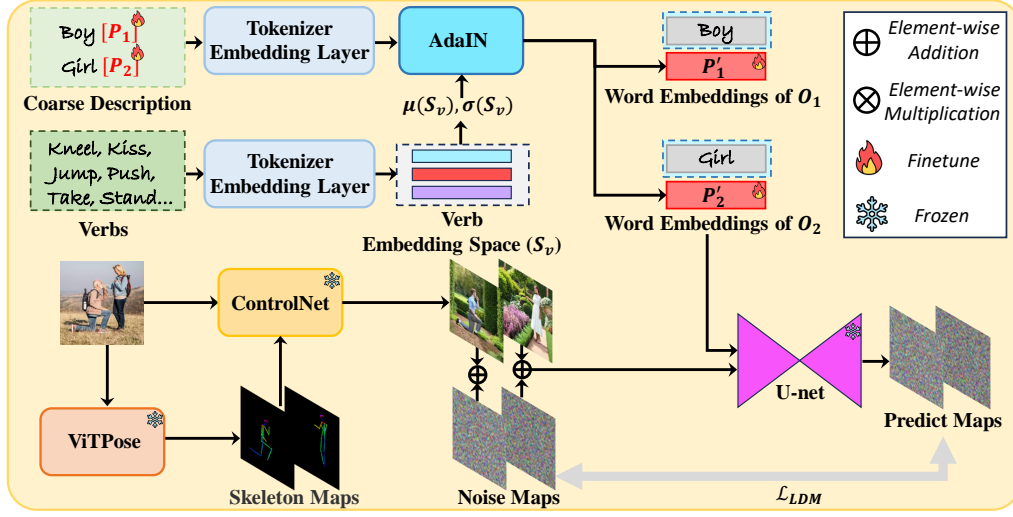 Boy [P₁]
Girl [P₂]
Coarse Description
Tokenizer
Embedding Layer
AdaIN
μ(Sᵥ), σ(Sᵥ)
Boy
P′₁
Word Embeddings of O₁
Kneel, Kiss,
Jump, Push,
Take, Stand...
Verbs
Tokenizer
Embedding Layer
Verb
Embedding Space (Sᵥ)
Girl
P′₂
Word Embeddings of O₂
Element-wise
Addition
Element-wise
Multiplication
Finetune
Frozen
ControlNet
ViTPose
Skeleton Maps
Noise Maps
U-net
Predict Maps
ℒ_LDM